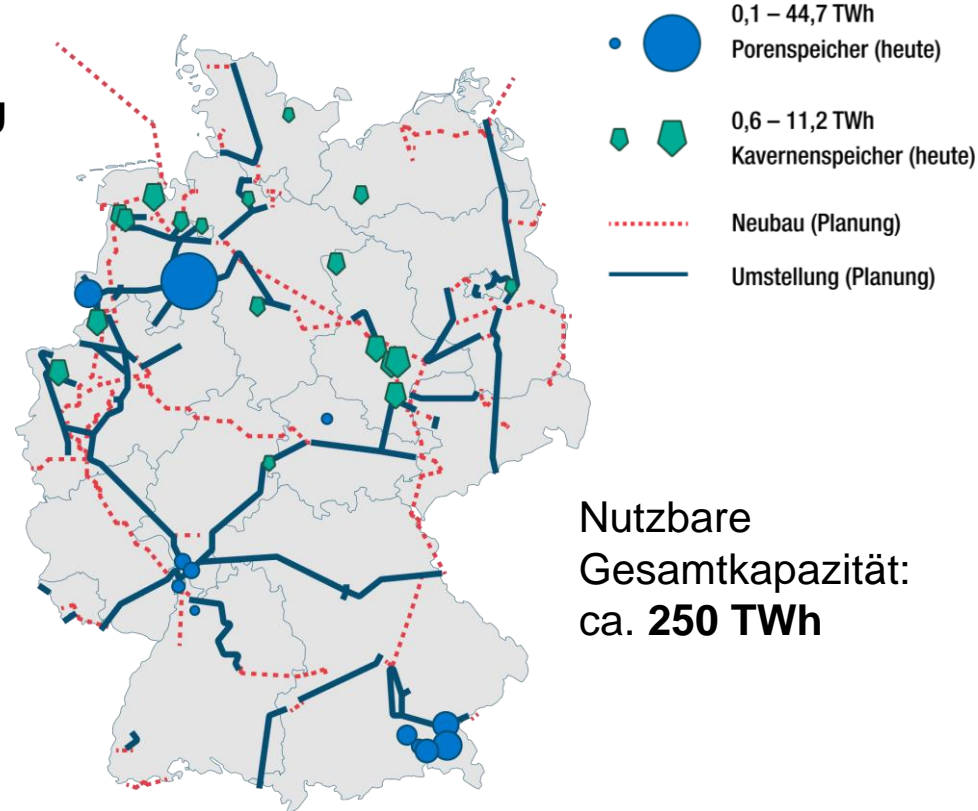 0,1 – 44,7 TWh
Porenspeicher (heute)
0,6 – 11,2 TWh
Kavernenspeicher (heute)
Neubau (Planung)
Umstellung (Planung)
Nutzbare
Gesamtkapazität:
ca. 250 TWh